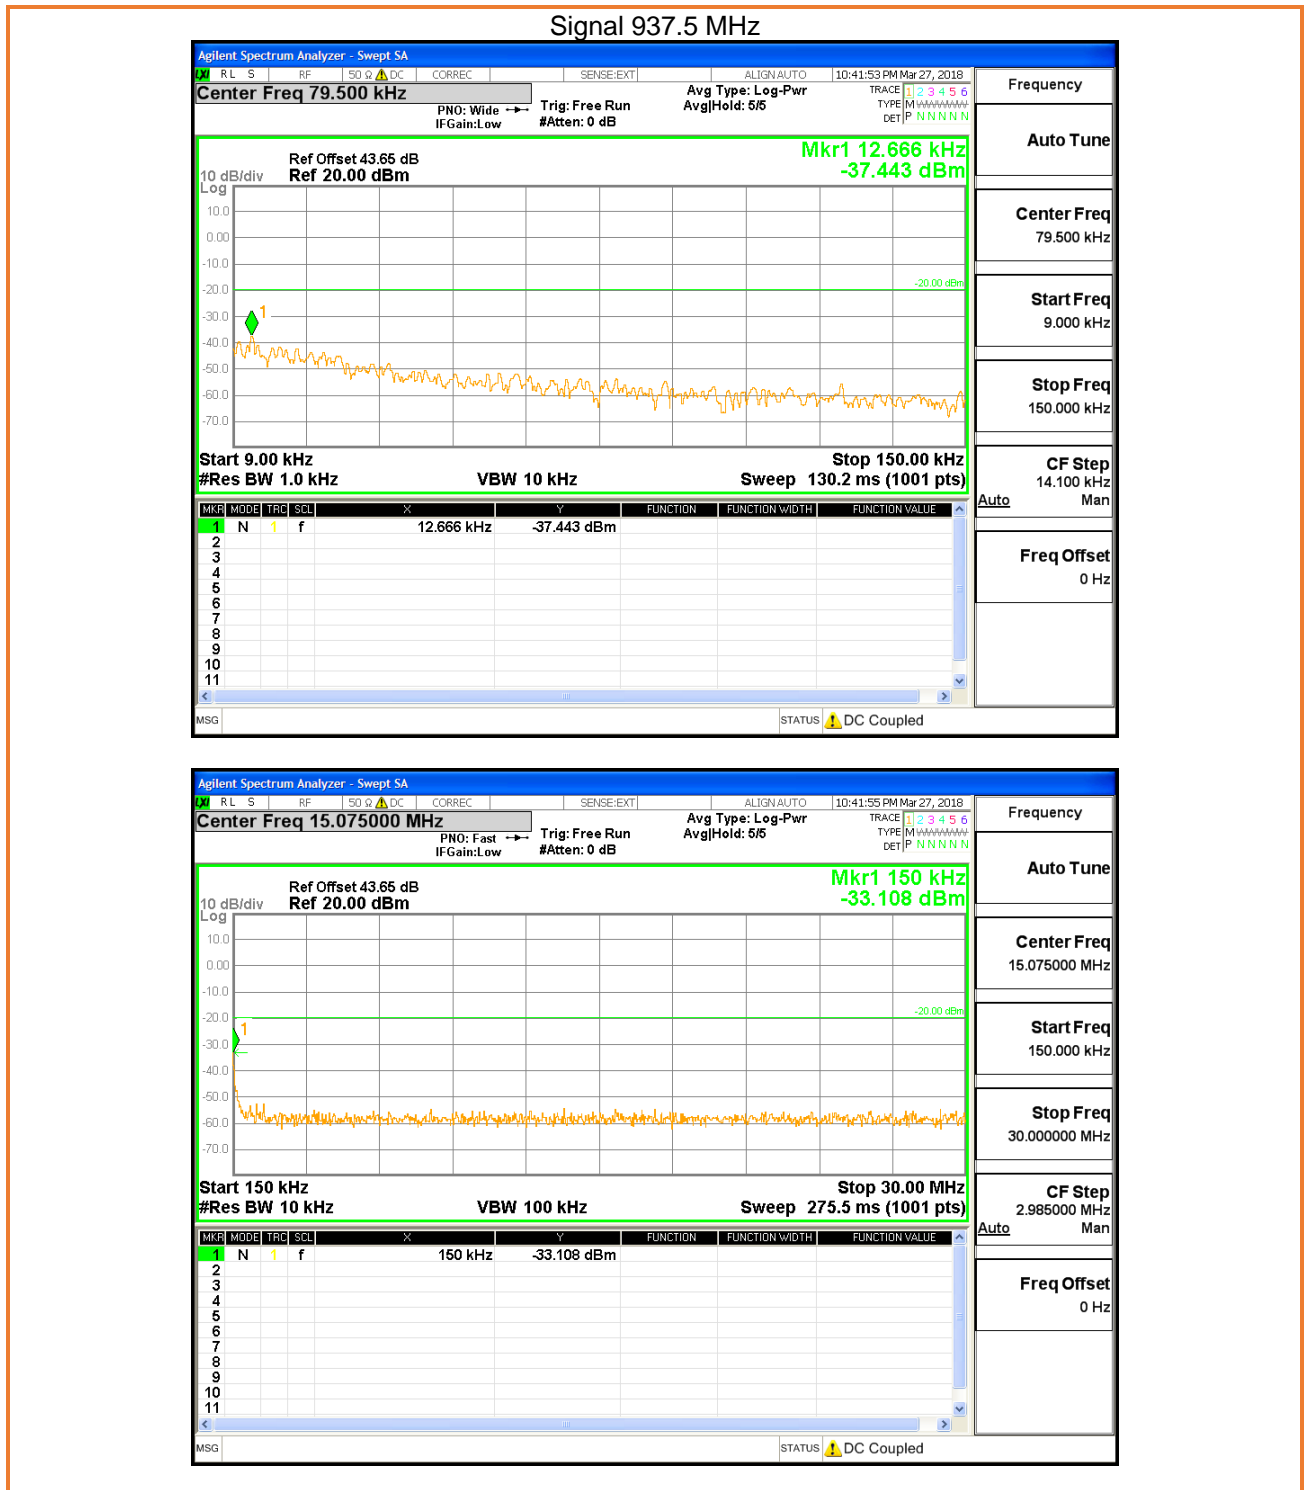 Signal 937.5 MHz
Agilent Spectrum Analyzer - Swept SA
LXI RL S RF 50 Ω DC CORREC SENSE:EXT ALIGN AUTO 10:41:53 PM Mar 27, 2018
Center Freq 79.500 kHz
PNO: Wide
IFGain:Low
Trig: Free Run
#Atten: 0 dB
Avg Type: Log-Pwr
Avg|Hold: 5/5
TRACE 1 2 3 4 5 6
TYPE M
DET P N N N N N
Frequency
Auto Tune
Center Freq
79.500 kHz
Start Freq
9.000 kHz
Stop Freq
150.000 kHz
CF Step
14.100 kHz
Auto Man
Freq Offset
0 Hz
Mkr1 12.666 kHz
-37.443 dBm
Ref Offset 43.65 dB
10 dB/div Ref 20.00 dBm
Log
10.0
0.00
-10.0
-20.0
-20.00 dBm
-30.0
1
-40.0
-50.0
-60.0
-70.0
Start 9.00 kHz Stop 150.00 kHz
#Res BW 1.0 kHz VBW 10 kHz Sweep 130.2 ms (1001 pts)
MKR MODE TRC SCL X Y FUNCTION FUNCTION WIDTH FUNCTION VALUE
1 N 1 f 12.666 kHz -37.443 dBm
2
3
4
5
6
7
8
9
10
11
MSG STATUS DC Coupled
Agilent Spectrum Analyzer - Swept SA
LXI RL S RF 50 Ω DC CORREC SENSE:EXT ALIGN AUTO 10:41:55 PM Mar 27, 2018
Center Freq 15.075000 MHz
PNO: Fast
IFGain:Low
Trig: Free Run
#Atten: 0 dB
Avg Type: Log-Pwr
Avg|Hold: 5/5
TRACE 1 2 3 4 5 6
TYPE M
DET P N N N N N
Frequency
Auto Tune
Center Freq
15.075000 MHz
Start Freq
150.000 kHz
Stop Freq
30.000000 MHz
CF Step
2.985000 MHz
Auto Man
Freq Offset
0 Hz
Mkr1 150 kHz
-33.108 dBm
Ref Offset 43.65 dB
10 dB/div Ref 20.00 dBm
Log
10.0
0.00
-10.0
-20.0
-20.00 dBm
1
-30.0
-40.0
-50.0
-60.0
-70.0
Start 150 kHz Stop 30.00 MHz
#Res BW 10 kHz VBW 100 kHz Sweep 275.5 ms (1001 pts)
MKR MODE TRC SCL X Y FUNCTION FUNCTION WIDTH FUNCTION VALUE
1 N 1 f 150 kHz -33.108 dBm
2
3
4
5
6
7
8
9
10
11
MSG STATUS DC Coupled